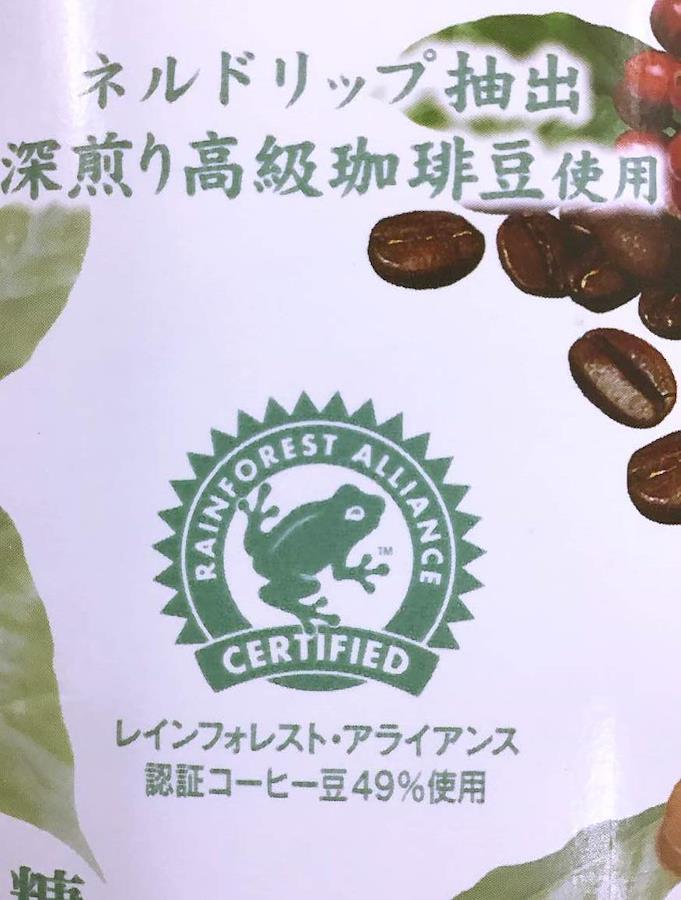 ネルドリップ抽出
深煎り高級珈琲豆使用
RAINFOREST ALLIANCE
TM
CERTIFIED
レインフォレスト・アライアンス
認証コーヒー豆49%使用
糖